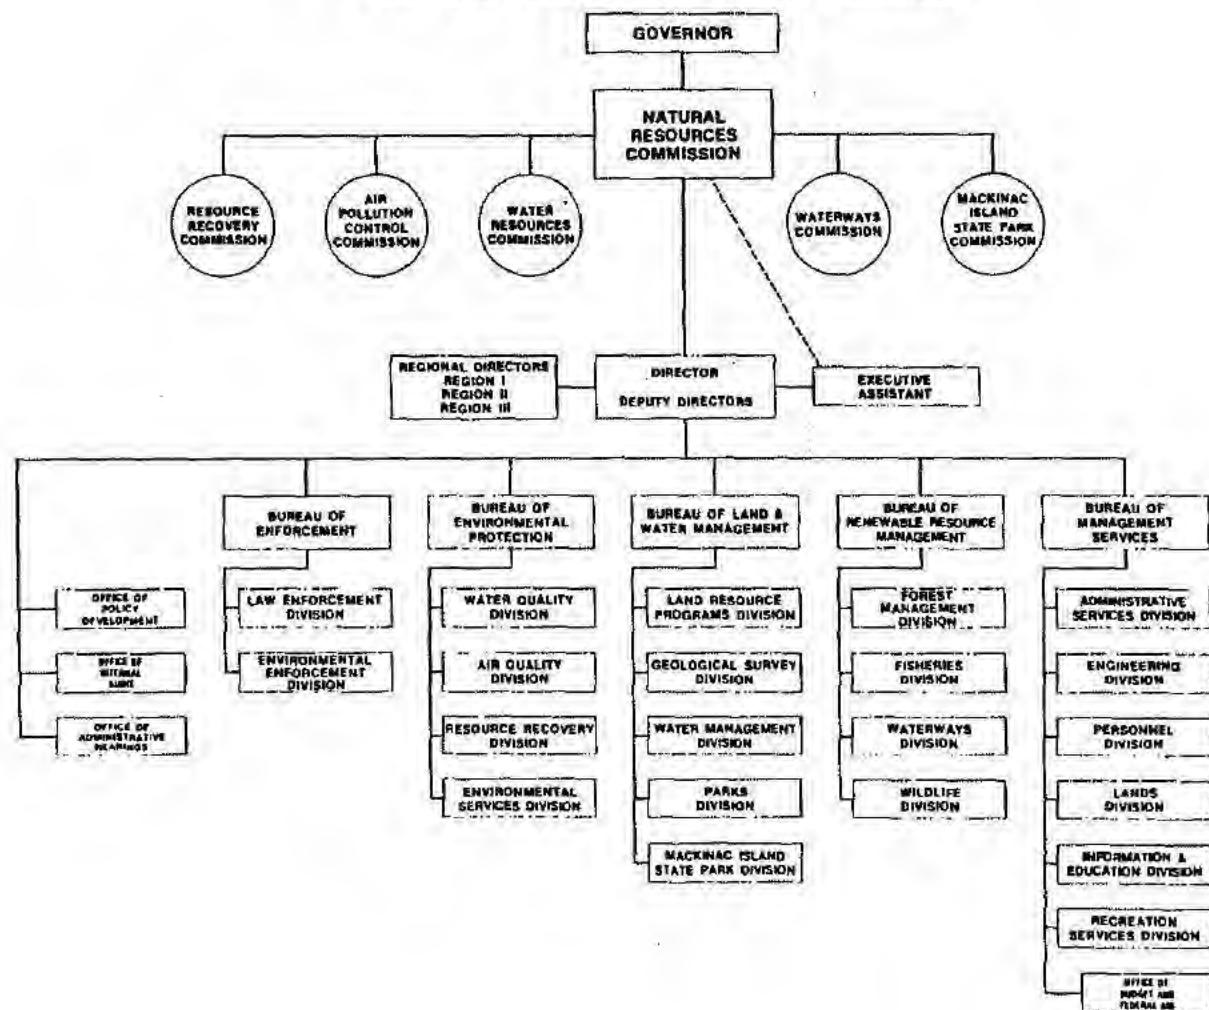 GOVERNOR
NATURAL
RESOURCES
COMMISSION
RESOURCE
RECOVERY
COMMISSION
AIR
POLLUTION
CONTROL
COMMISSION
WATER
RESOURCES
COMMISSION
WATERWAYS
COMMISSION
MACKINAC
ISLAND
STATE PARK
COMMISSION
REGIONAL DIRECTORS
REGION I
REGION II
REGION III
DIRECTOR
DEPUTY DIRECTORS
EXECUTIVE
ASSISTANT
BUREAU OF
ENFORCEMENT
BUREAU OF
ENVIRONMENTAL
PROTECTION
BUREAU OF LAND &
WATER MANAGEMENT
BUREAU OF
RENEWABLE RESOURCE
MANAGEMENT
BUREAU OF
MANAGEMENT
SERVICES
OFFICE OF
POLICY
DEVELOPMENT
OFFICE OF
INTERNAL
AUDIT
OFFICE OF
ADMINISTRATIVE
HEARINGS
LAW ENFORCEMENT
DIVISION
ENVIRONMENTAL
ENFORCEMENT
DIVISION
WATER QUALITY
DIVISION
AIR QUALITY
DIVISION
RESOURCE RECOVERY
DIVISION
ENVIRONMENTAL
SERVICES DIVISION
LAND RESOURCE
PROGRAMS DIVISION
GEOLOGICAL SURVEY
DIVISION
WATER MANAGEMENT
DIVISION
PARKS
DIVISION
MACKINAC ISLAND
STATE PARK DIVISION
FOREST
MANAGEMENT
DIVISION
FISHERIES
DIVISION
WATERWAYS
DIVISION
WILDLIFE
DIVISION
ADMINISTRATIVE
SERVICES DIVISION
ENGINEERING
DIVISION
PERSONNEL
DIVISION
LANDS
DIVISION
INFORMATION &
EDUCATION DIVISION
RECREATION
SERVICES DIVISION
OFFICE OF
BUDGET AND
FEDERAL AID